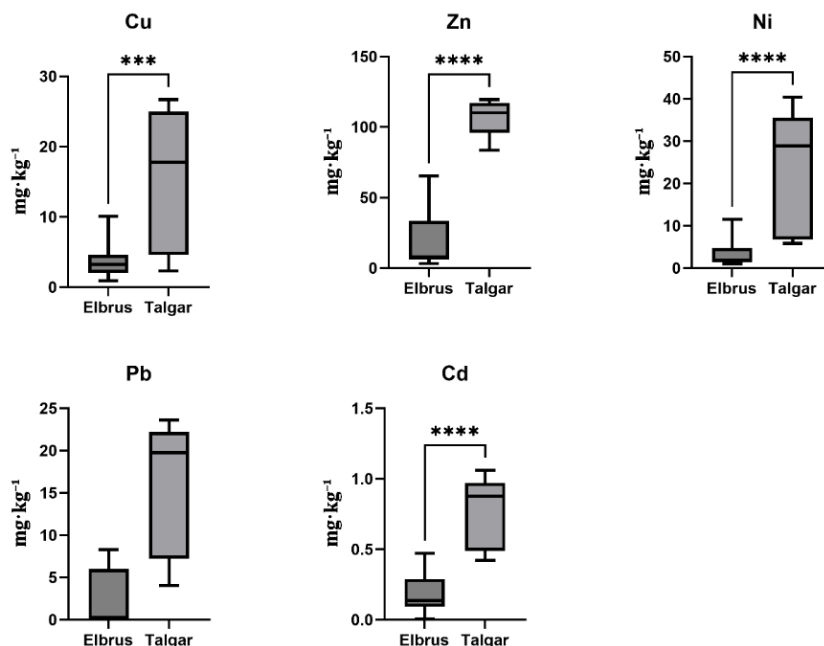 Cu
***
30
20
10
0
mg·kg⁻¹
Elbrus Talgar
Zn
****
150
100
50
0
mg·kg⁻¹
Elbrus Talgar
Ni
****
50
40
30
20
10
0
mg·kg⁻¹
Elbrus Talgar
Pb
25
20
15
10
5
0
mg·kg⁻¹
Elbrus Talgar
Cd
****
1.5
1.0
0.5
0.0
mg·kg⁻¹
Elbrus Talgar